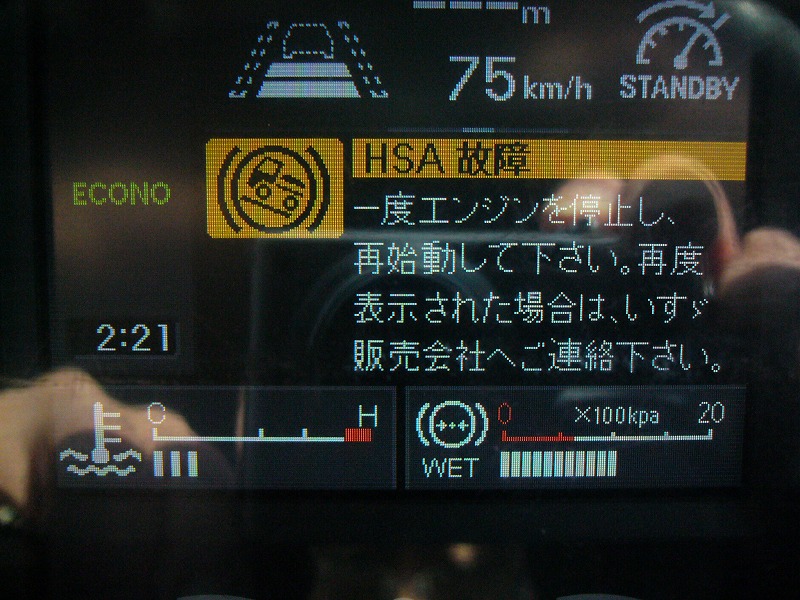 m
75 km/h
STANDBY
HSA 故障
ECONO
一度エンジンを停止し、
再始動して下さい。再度
表示された場合は、いすゞ
販売会社へご連絡下さい。
2:21
C H
0 ×100kpa 20
WET